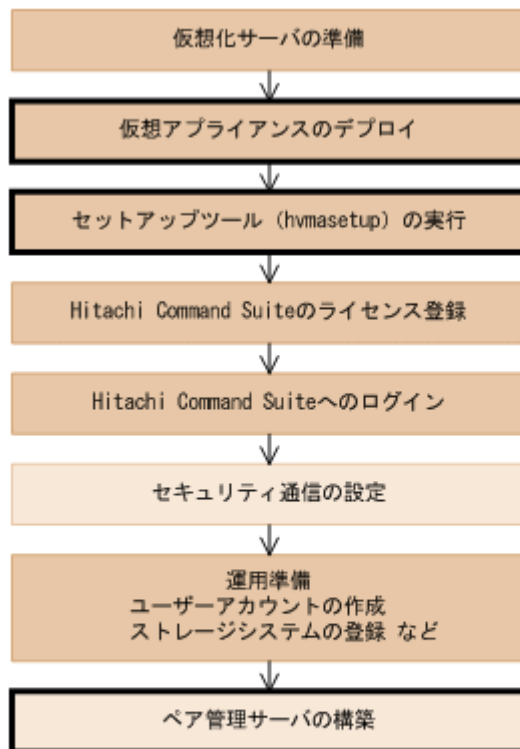 仮想化サーバの準備
仮想アプライアンスのデプロイ
セットアップツール (hvmasetup) の実行
Hitachi Command Suiteのライセンス登録
Hitachi Command Suiteへのログイン
セキュリティ通信の設定
運用準備
ユーザーアカウントの作成
ストレージシステムの登録 など
ペア管理サーバの構築